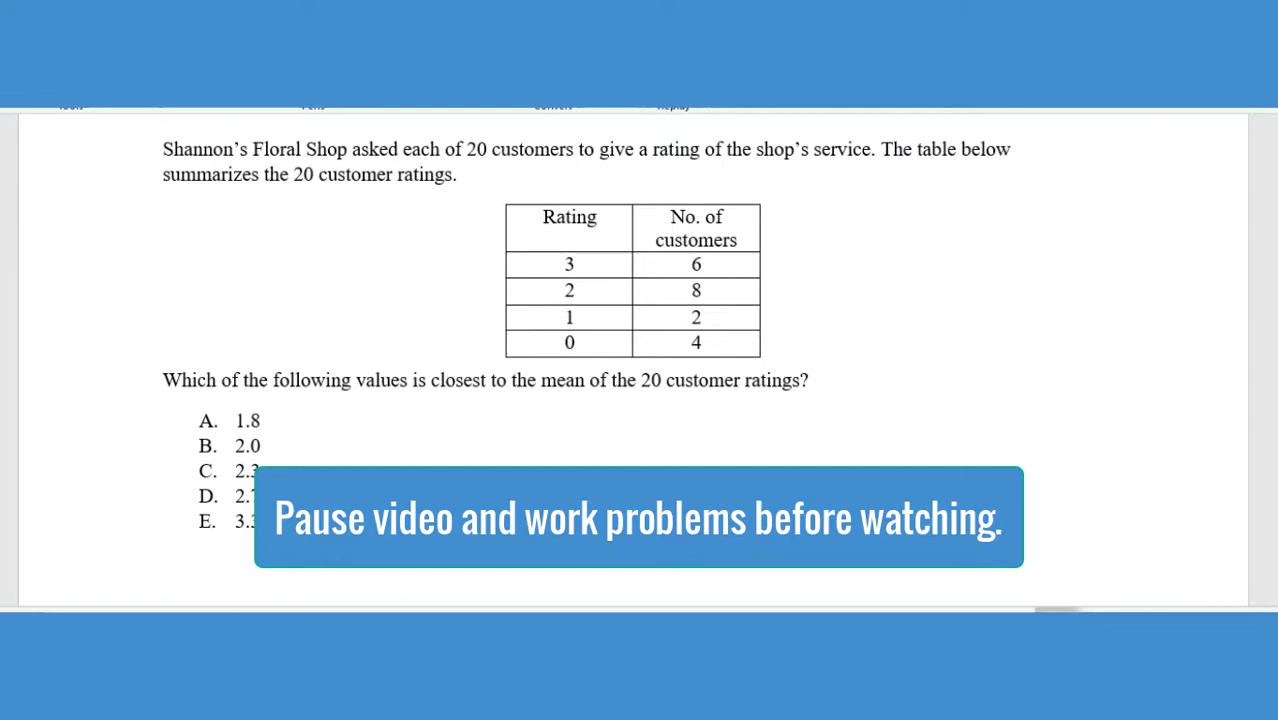 Shannon's Floral Shop asked each of 20 customers to give a rating of the shop's service. The table below
summarizes the 20 customer ratings.
Rating No. of
customers
3 6
2 8
1 2
0 4
Which of the following values is closest to the mean of the 20 customer ratings?
A. 1.8
B. 2.0
C.
D.
E.
Pause video and work problems before watching.